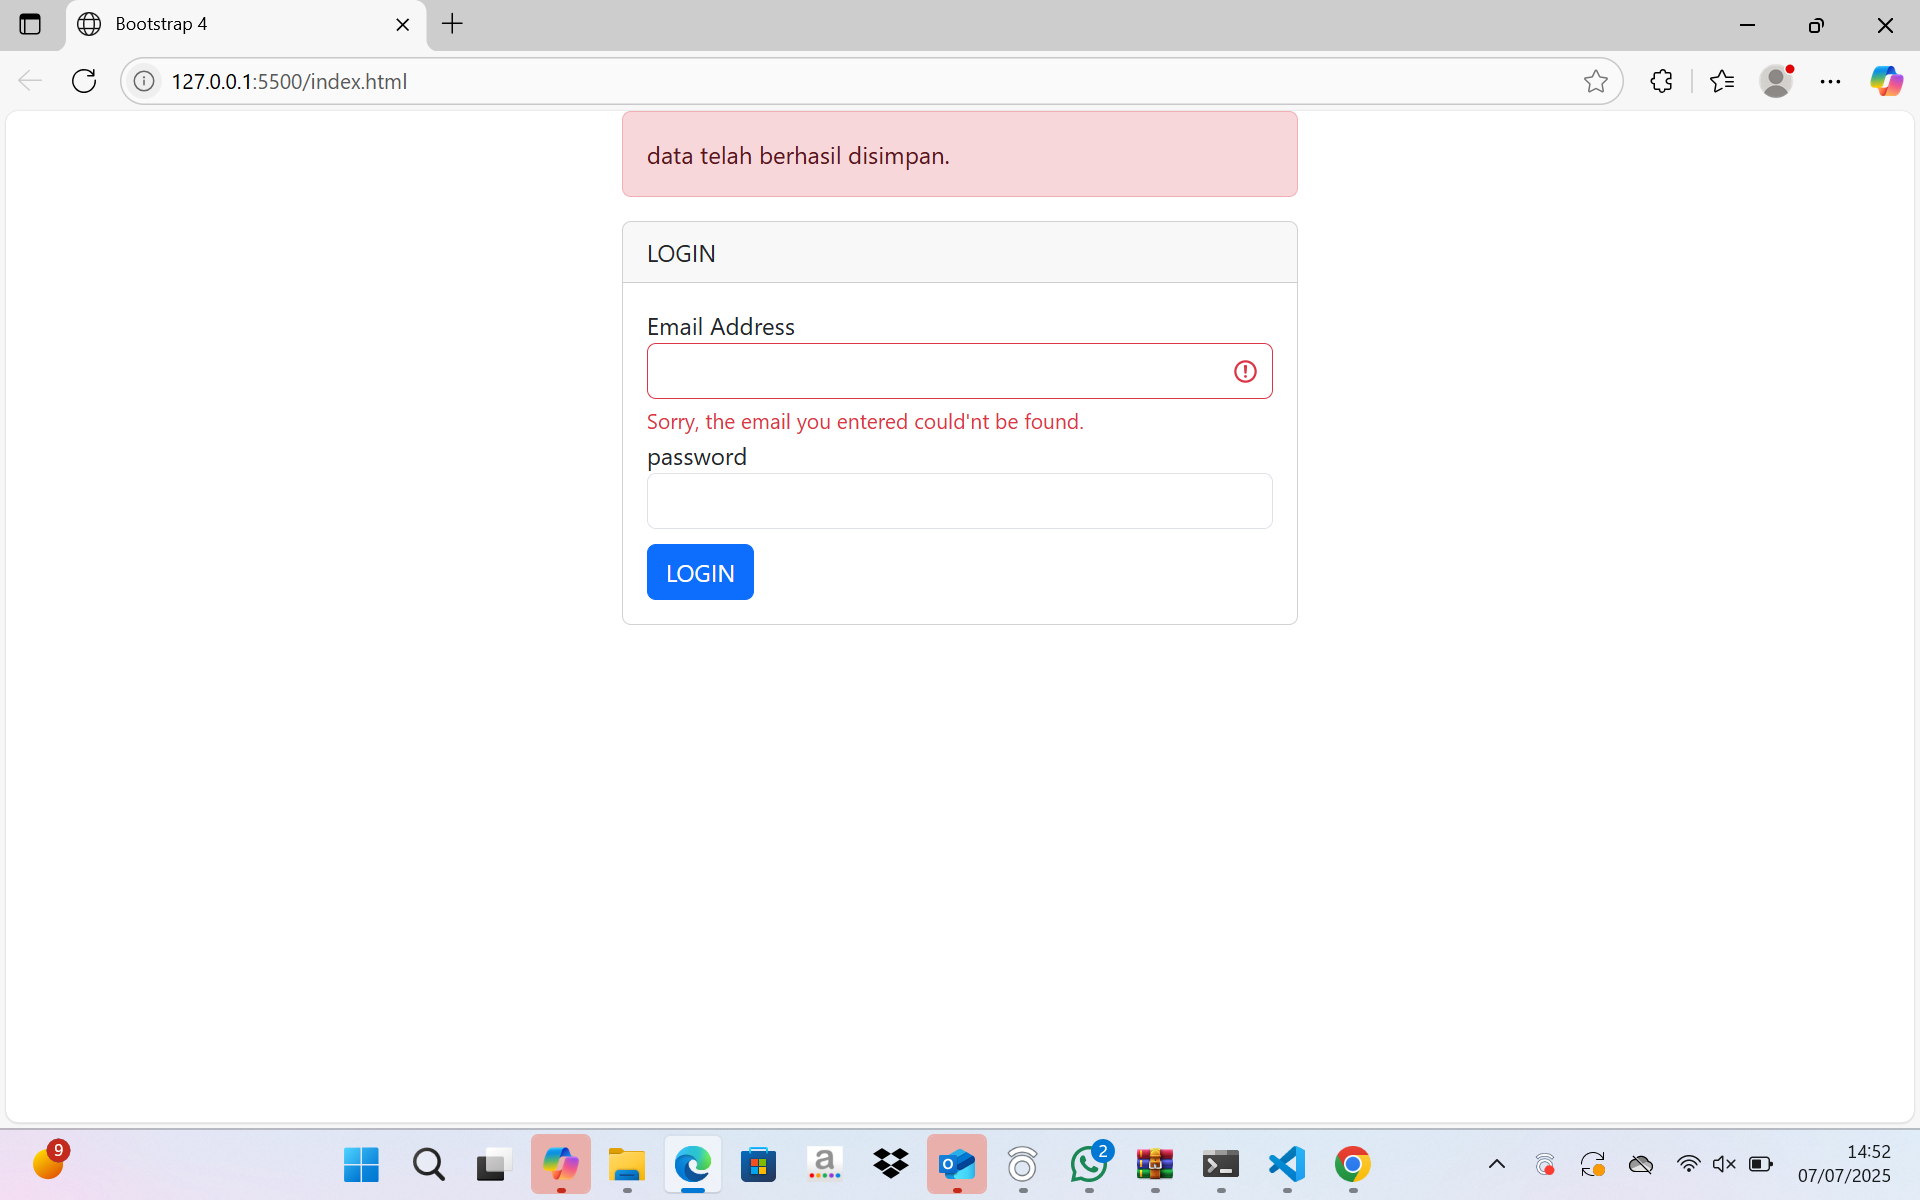 Bootstrap 4
127.0.0.1:5500/index.html
data telah berhasil disimpan.
LOGIN
Email Address
Sorry, the email you entered could'nt be found.
password
LOGIN
9
a
2
14:52
07/07/2025